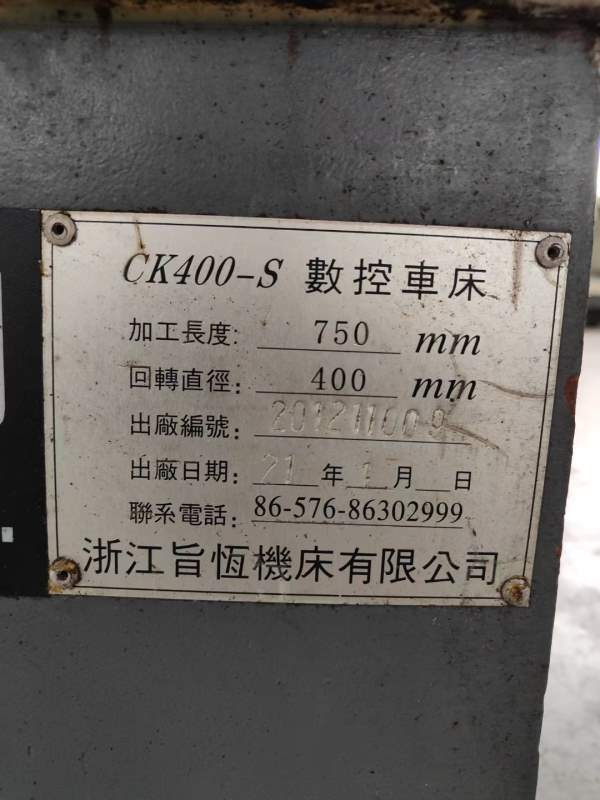 CK400-S 數控車床
加工長度: 750 mm
回轉直徑: 400 mm
出廠編號: 201211009
出廠日期: 21 年 1 月 日
聯系電話: 86-576-86302999
浙江旨恆機床有限公司